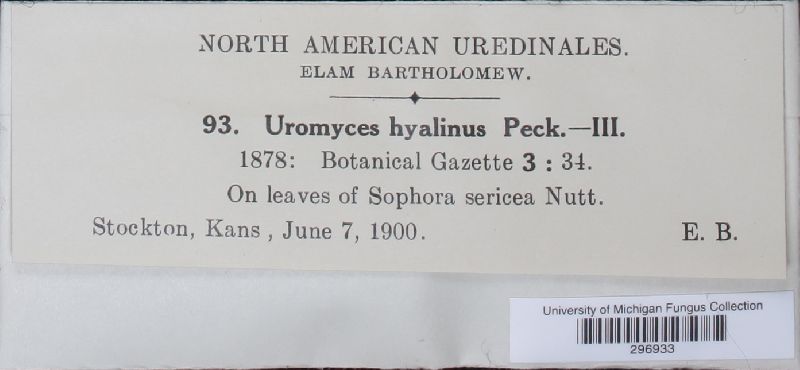 NORTH AMERICAN UREDINALES.
ELAM BARTHOLOMEW.
93. Uromyces hyalinus Peck.—III.
1878: Botanical Gazette 3 : 34.
On leaves of Sophora sericea Nutt.
Stockton, Kans , June 7, 1900. E. B.
University of Michigan Fungus Collection
296933